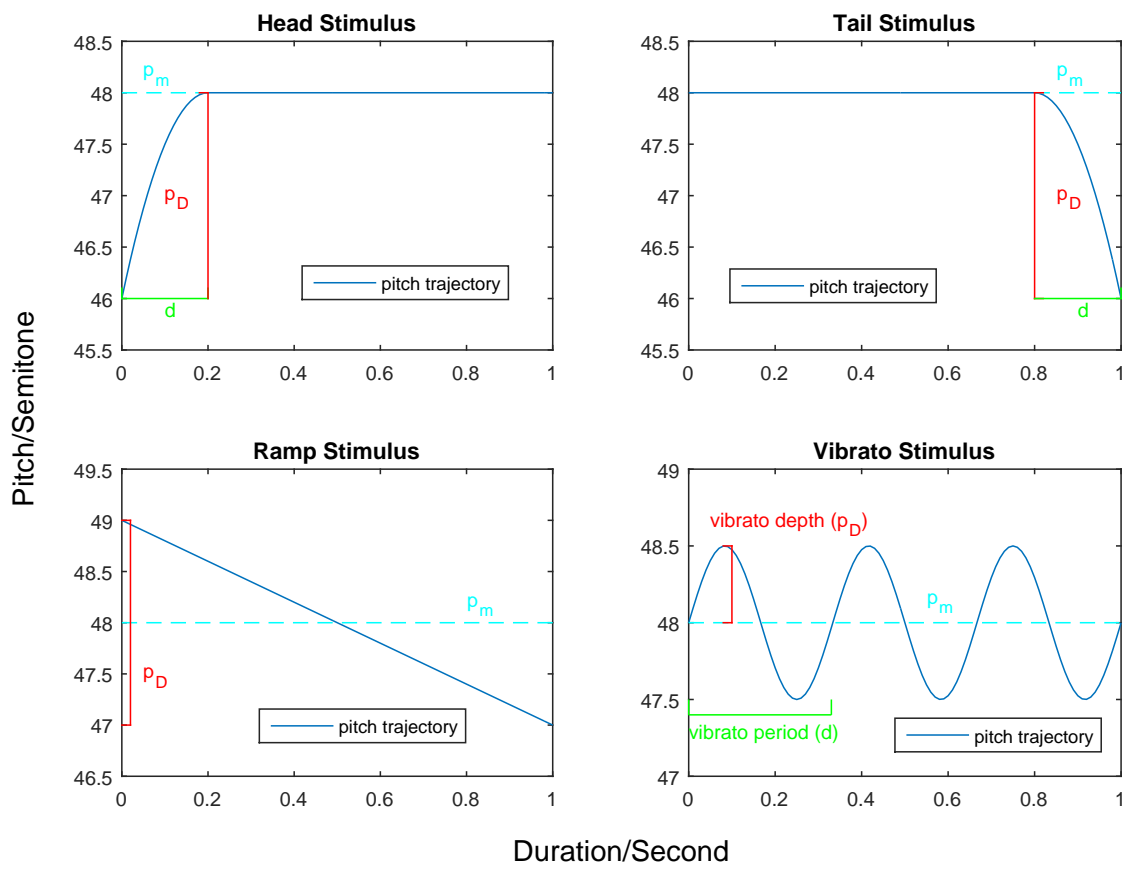 Head Stimulus
48.5
48
47.5
47
46.5
46
45.5
0 0.2 0.4 0.6 0.8 1
p_m
p_D
d
pitch trajectory
Tail Stimulus
48.5
48
47.5
47
46.5
46
45.5
0 0.2 0.4 0.6 0.8 1
p_m
p_D
d
pitch trajectory
Pitch/Semitone
Ramp Stimulus
49.5
49
48.5
48
47.5
47
46.5
0 0.2 0.4 0.6 0.8 1
p_m
p_D
pitch trajectory
Vibrato Stimulus
49
48.5
48
47.5
47
0 0.2 0.4 0.6 0.8 1
vibrato depth (p_D)
p_m
vibrato period (d)
pitch trajectory
Duration/Second